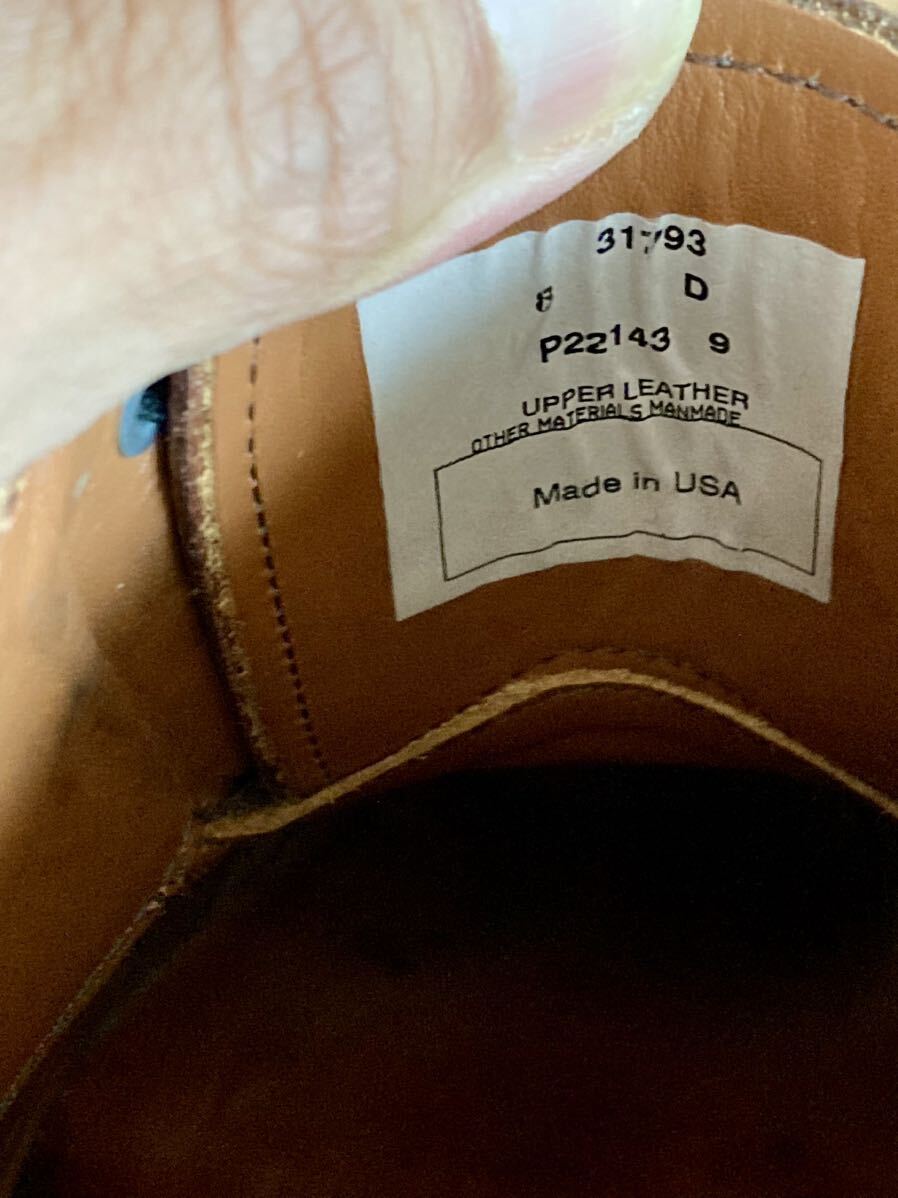 31793
8 D
P22143 9
UPPER LEATHER
OTHER MATERIALS MANMADE
Made in USA